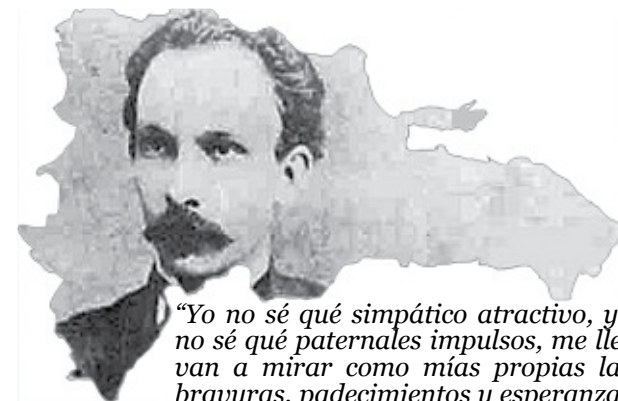 “Yo no sé qué simpático atractivo, y
no sé qué paternales impulsos, me lle
van a mirar como mías propias la
bravuras, padecimientos y esperanza